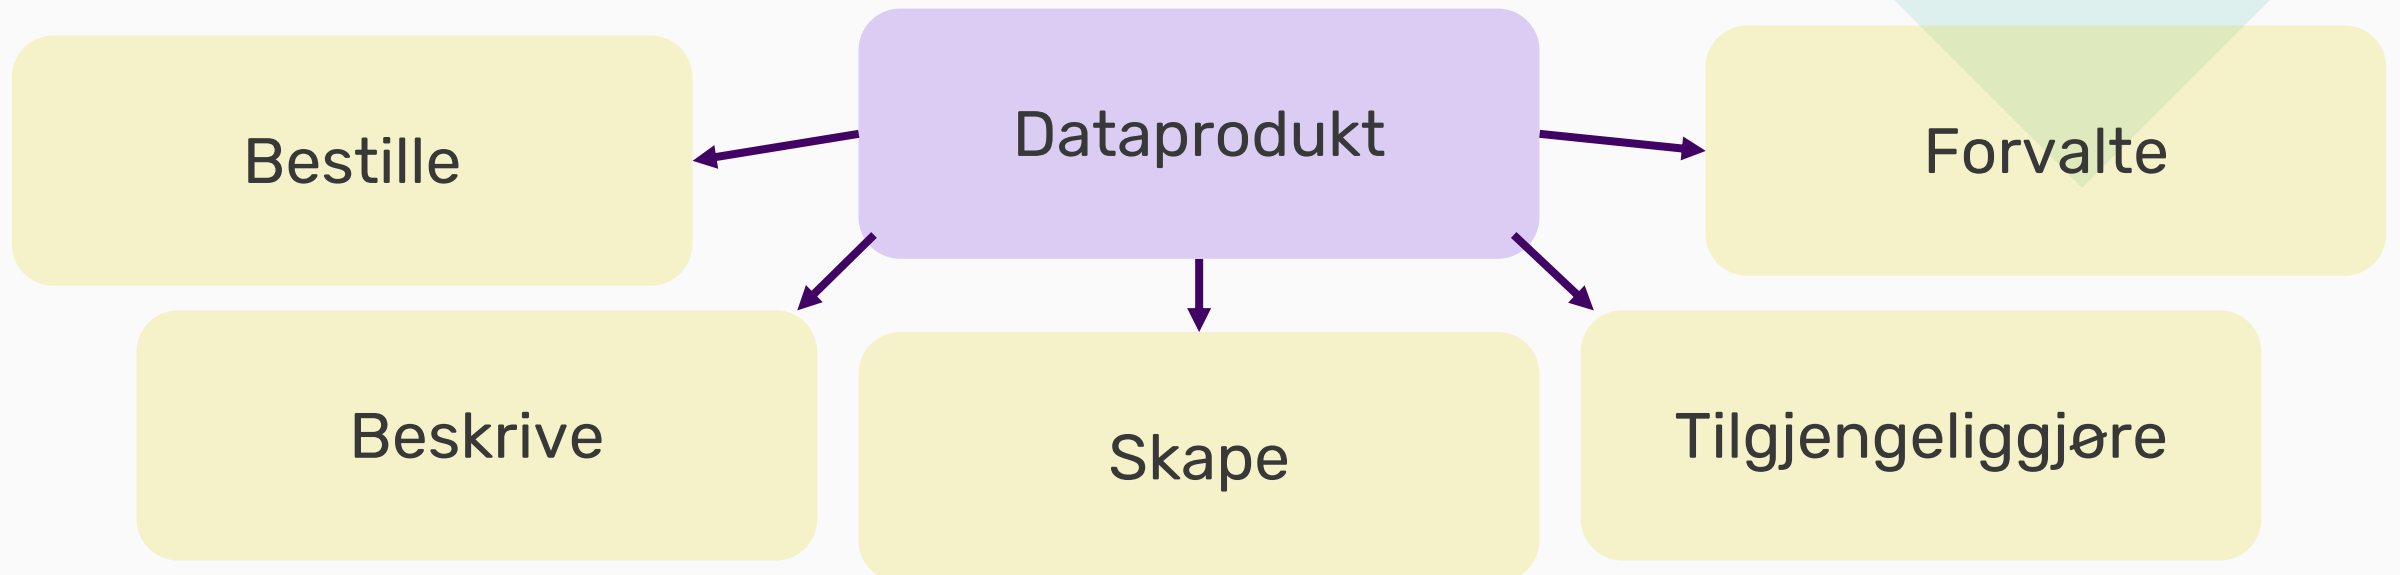 Dataprodukt
Bestille
Forvalte
Beskrive
Skape
Tilgjengeliggjøre